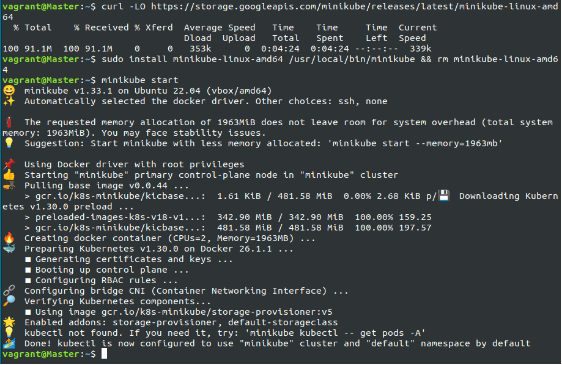 vagrant@Master:~$ curl -LO https://storage.googleapis.com/minikube/releases/latest/minikube-linux-amd
64
  % Total    % Received % Xferd  Average Speed   Time    Time     Time  Current
                                 Dload  Upload   Total   Spent    Left  Speed
100 91.1M  100 91.1M    0     0   353k      0  0:04:24  0:04:24 --:--:--  339k
vagrant@Master:~$ sudo install minikube-linux-amd64 /usr/local/bin/minikube && rm minikube-linux-amd6
4
vagrant@Master:~$ minikube start
😄  minikube v1.33.1 on Ubuntu 22.04 (vbox/amd64)
✨  Automatically selected the docker driver. Other choices: ssh, none

🧯  The requested memory allocation of 1963MiB does not leave room for system overhead (total system
memory: 1963MiB). You may face stability issues.
💡  Suggestion: Start minikube with less memory allocated: 'minikube start --memory=1963mb'

📌  Using Docker driver with root privileges
👍  Starting "minikube" primary control-plane node in "minikube" cluster
🚜  Pulling base image v0.0.44 ...
    > gcr.io/k8s-minikube/kicbase...:  1.61 KiB / 481.58 MiB  0.00% 2.68 KiB p/💾  Downloading Kubern
etes v1.30.0 preload ...
    > preloaded-images-k8s-v18-v1...:  342.90 MiB / 342.90 MiB  100.00% 159.25
    > gcr.io/k8s-minikube/kicbase...:  481.58 MiB / 481.58 MiB  100.00% 197.57
🔥  Creating docker container (CPUs=2, Memory=1963MB) ...
🐳  Preparing Kubernetes v1.30.0 on Docker 26.1.1 ...
    ▪ Generating certificates and keys ...
    ▪ Booting up control plane ...
    ▪ Configuring RBAC rules ...
🔗  Configuring bridge CNI (Container Networking Interface) ...
🔎  Verifying Kubernetes components...
    ▪ Using image gcr.io/k8s-minikube/storage-provisioner:v5
🌟  Enabled addons: storage-provisioner, default-storageclass
💡  kubectl not found. If you need it, try: 'minikube kubectl -- get pods -A'
🏄  Done! kubectl is now configured to use "minikube" cluster and "default" namespace by default
vagrant@Master:~$